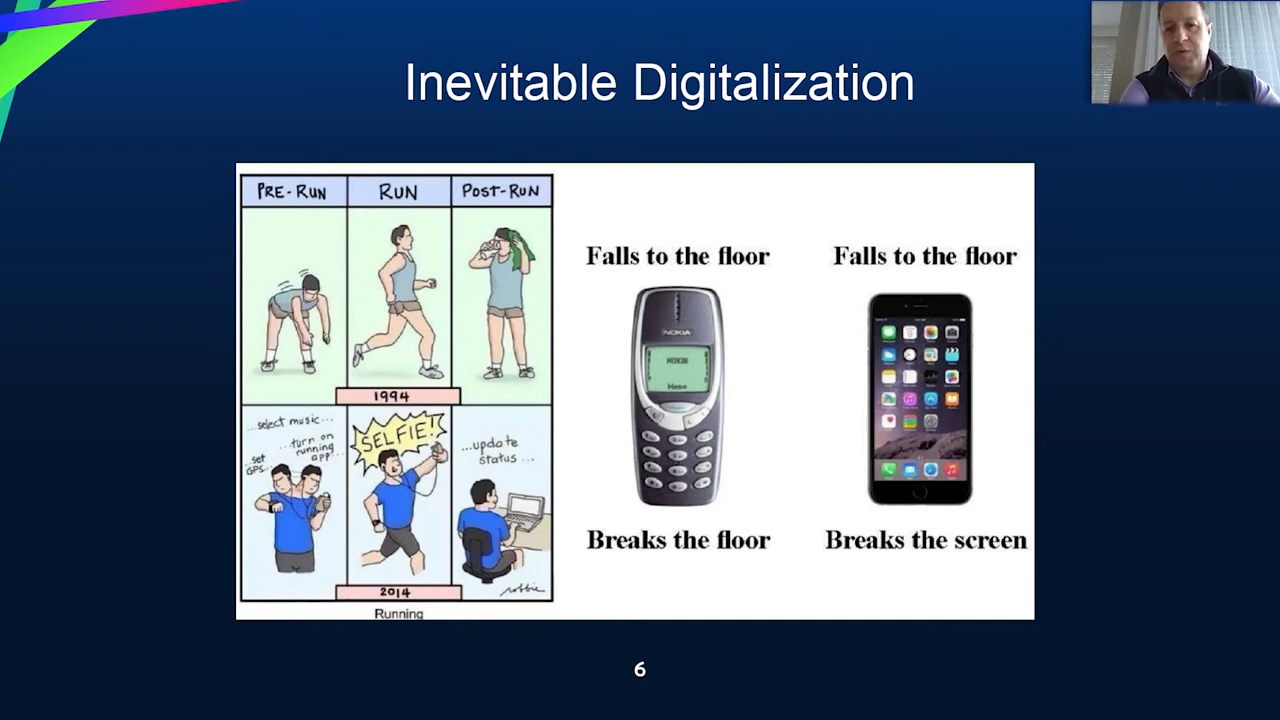 Inevitable Digitalization
PRE-RUN
RUN
POST-RUN
1994
...select music...
...turn on
running
app...
...set
GPS...
SELFIE!
...update
status...
2014
robbie
Running
Falls to the floor
NOKIA
NOKIA
Menu
Breaks the floor
Falls to the floor
Breaks the screen
6